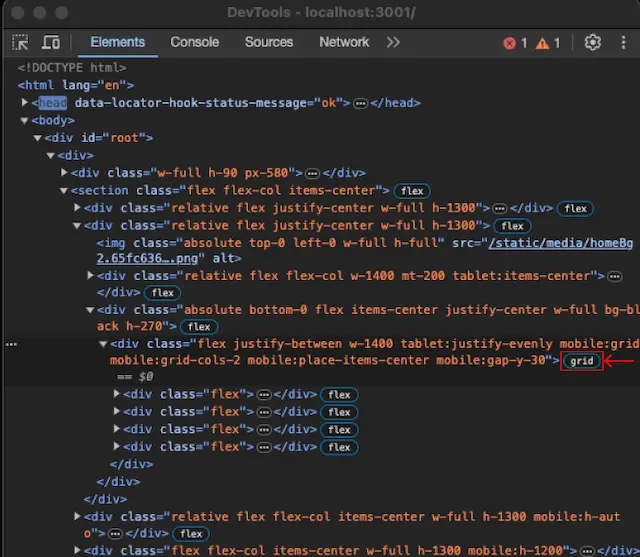 DevTools - localhost:3001/
Elements Console Sources Network 1 1
<!DOCTYPE html>
<html lang="en">
<head data-locator-hook-status-message="ok"></head>
<body>
<div id="root">
<div>
<div class="w-full h-90 px-580"></div>
<section class="flex flex-col items-center"> flex
<div class="relative flex justify-center w-full h-1300"></div> flex
<div class="relative flex justify-center w-full h-1300"> flex
<img class="absolute top-0 left-0 w-full h-full" src="/static/media/homeBg
2.65fc636….png" alt>
<div class="relative flex flex-col w-1400 mt-200 tablet:items-center">
</div> flex
<div class="absolute bottom-0 flex items-center justify-center w-full bg-bl
ack h-270"> flex
<div class="flex justify-between w-1400 tablet:justify-evenly mobile:grid
mobile:grid-cols-2 mobile:place-items-center mobile:gap-y-30"> grid
== $0
<div class="flex"></div> flex
<div class="flex"></div> flex
<div class="flex"></div> flex
<div class="flex"></div> flex
</div>
</div>
</div>
<div class="relative flex flex-col items-center w-full h-1300 mobile:h-aut
o"></div> flex
<div class="flex flex-col items-center w-full h-1300 mobile:h-1200">